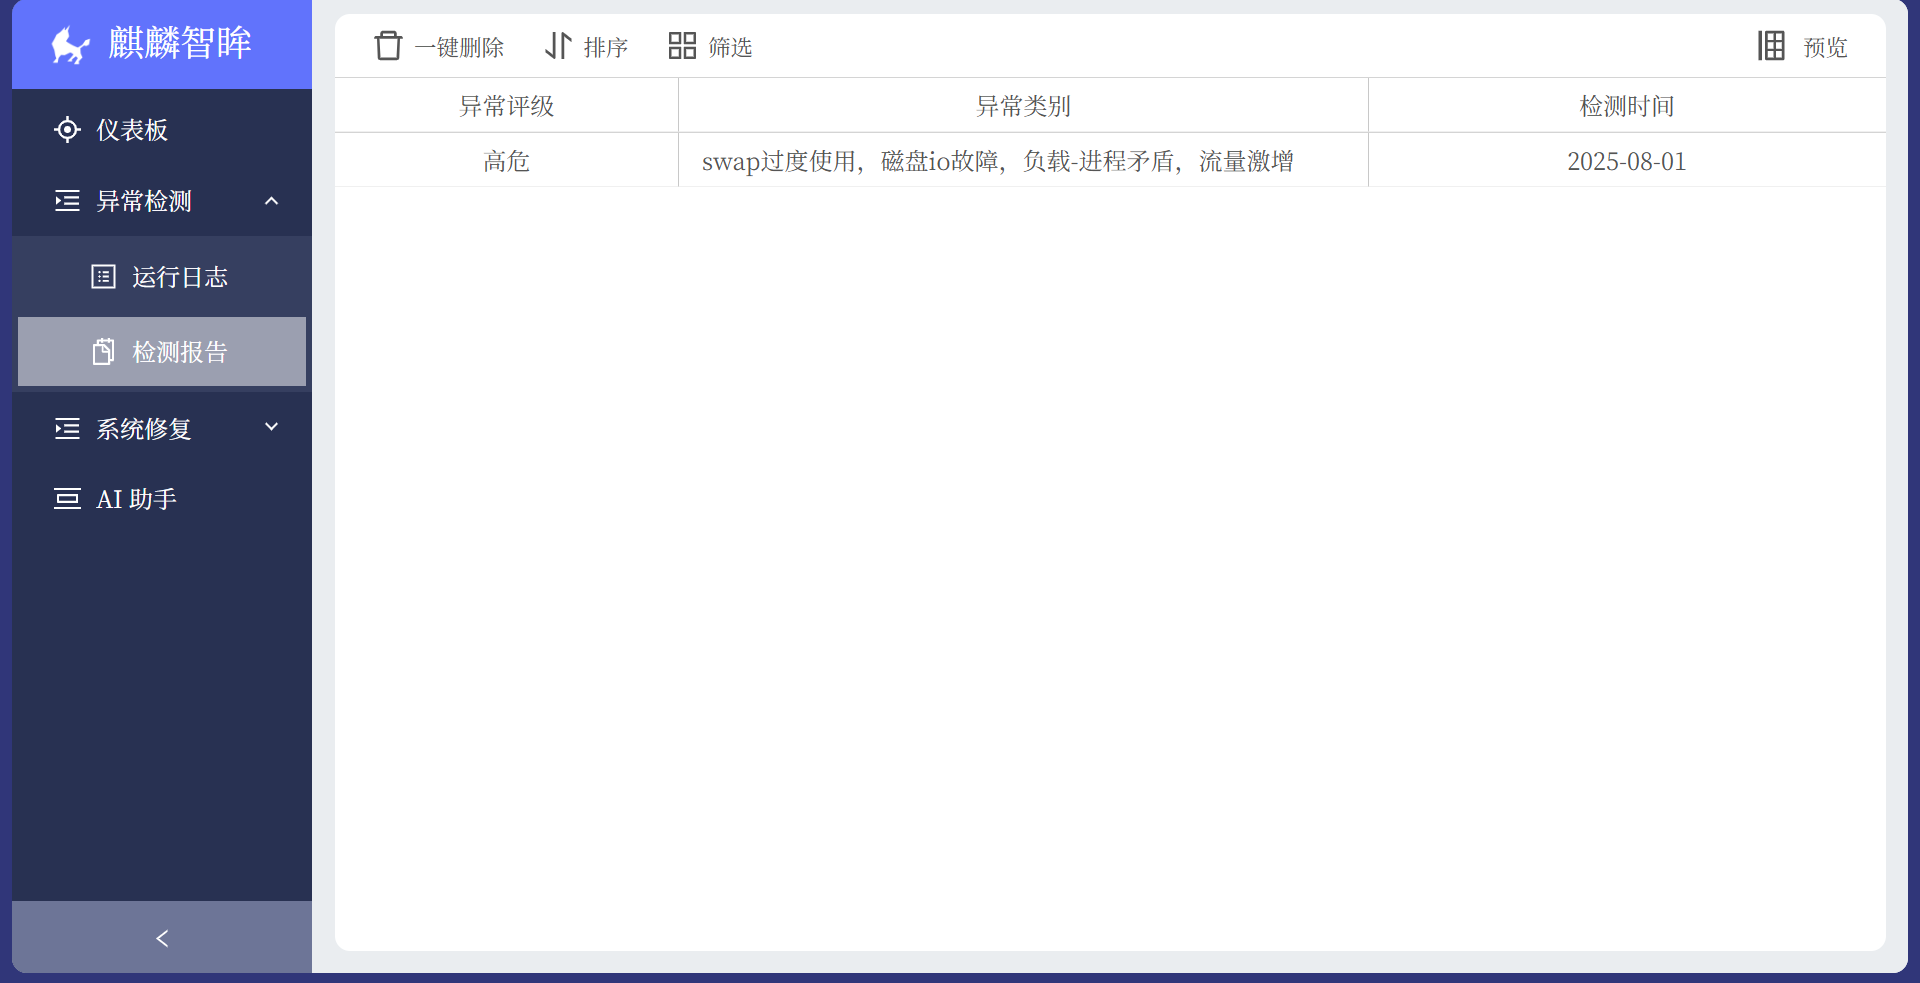 麒麟智眸
仪表板
异常检测
运行日志
检测报告
系统修复
AI 助手
一键删除
排序
筛选
预览
异常评级
异常类别
检测时间
高危
swap过度使用，磁盘io故障，负载-进程矛盾，流量激增
2025-08-01